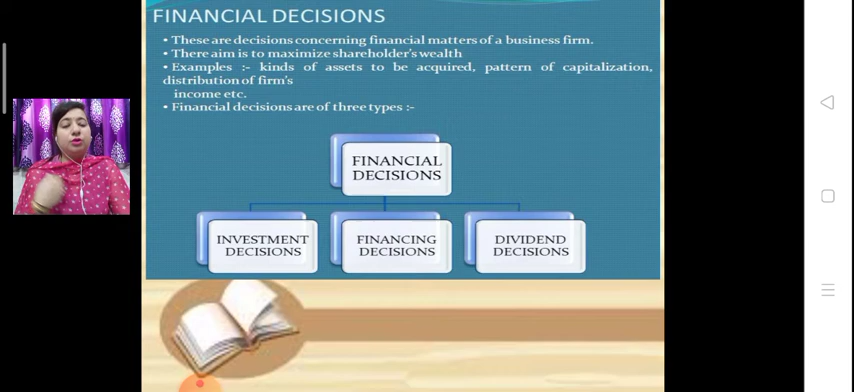 FINANCIAL DECISIONS
• These are decisions concerning financial matters of a business firm.
• There aim is to maximize shareholder's wealth
• Examples :- kinds of assets to be acquired, pattern of capitalization,
distribution of firm's
income etc.
• Financial decisions are of three types :-
FINANCIAL
DECISIONS
INVESTMENT
DECISIONS
FINANCING
DECISIONS
DIVIDEND
DECISIONS